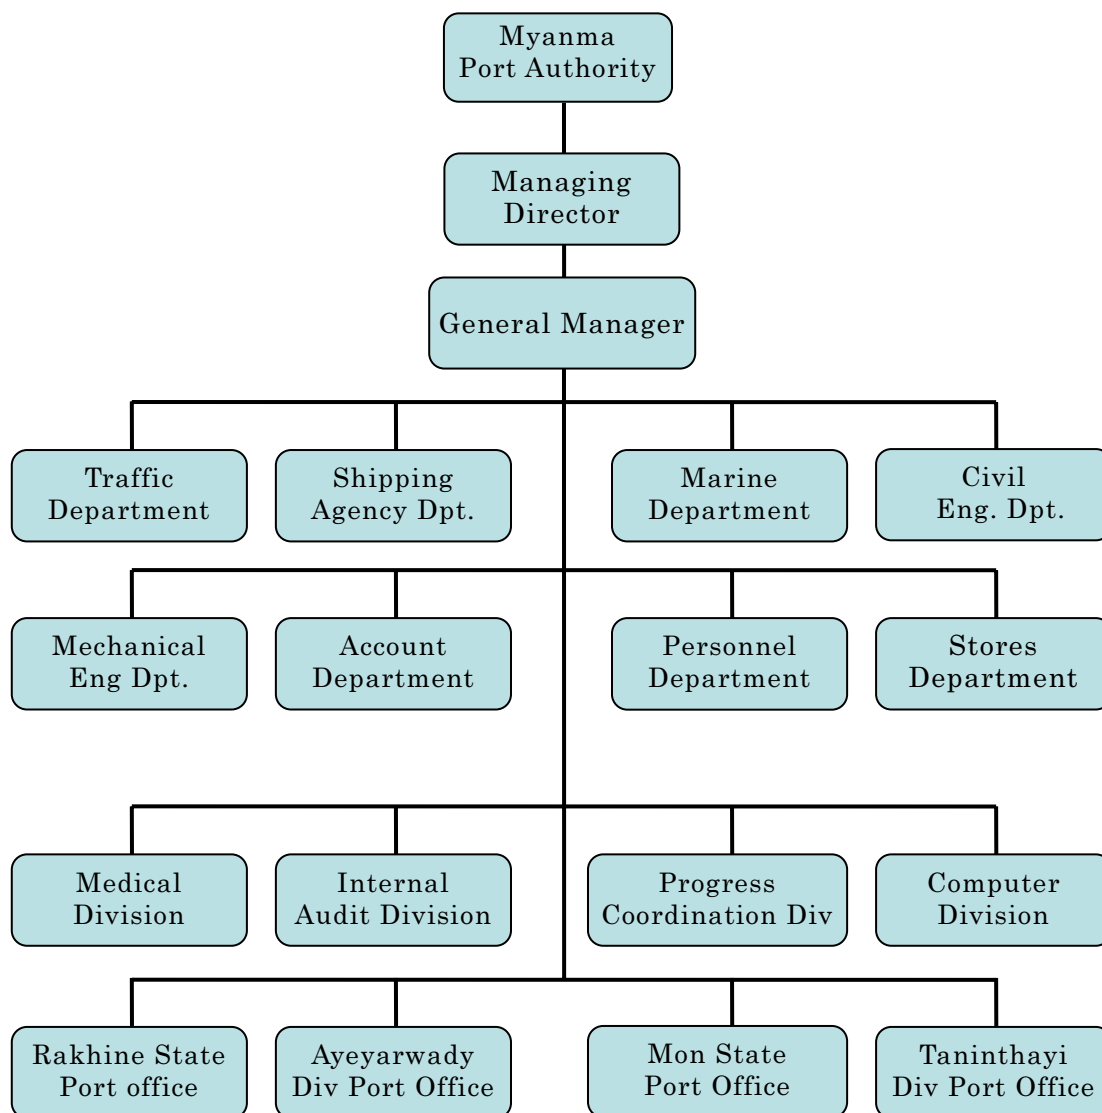 Myanma
Port Authority
Managing
Director
General Manager
Traffic
Department
Shipping
Agency Dpt.
Marine
Department
Civil
Eng. Dpt.
Mechanical
Eng Dpt.
Account
Department
Personnel
Department
Stores
Department
Medical
Division
Internal
Audit Division
Progress
Coordination Div
Computer
Division
Rakhine State
Port office
Ayeyarwady
Div Port Office
Mon State
Port Office
Taninthayi
Div Port Office